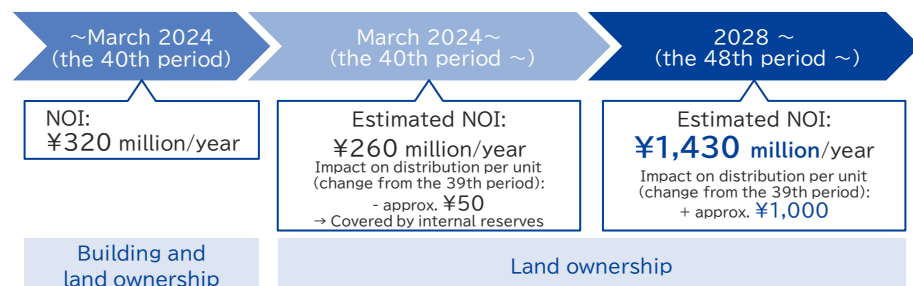 ～March 2024
(the 40th period)
March 2024～
(the 40th period ～)
2028 ～
(the 48th period ～)
NOI:
¥320 million/year
Estimated NOI:
¥260 million/year
Impact on distribution per unit
(change from the 39th period):
- approx. ¥50
→ Covered by internal reserves
Estimated NOI:
¥1,430 million/year
Impact on distribution per unit
(change from the 39th period):
+ approx. ¥1,000
Building and
land ownership
Land ownership